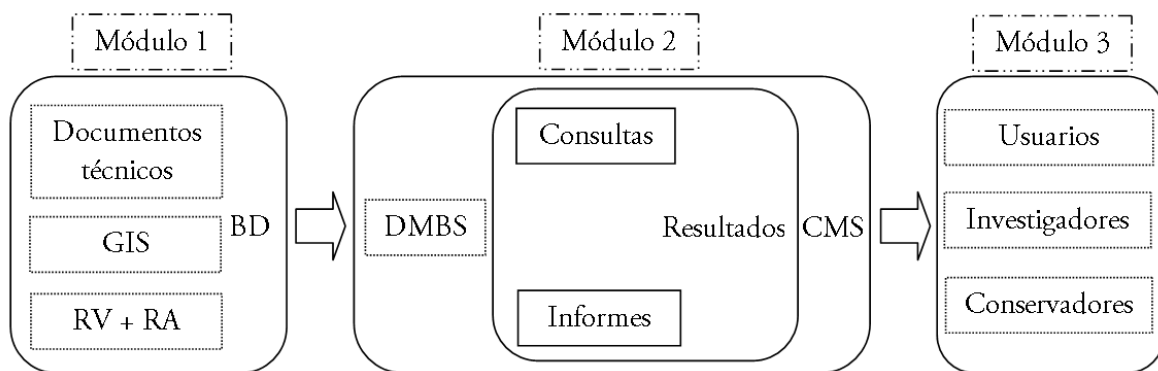 Módulo 1
Documentos
técnicos
GIS
RV + RA
BD
Módulo 2
DMBS
Consultas
Resultados
Informes
CMS
Módulo 3
Usuarios
Investigadores
Conservadores